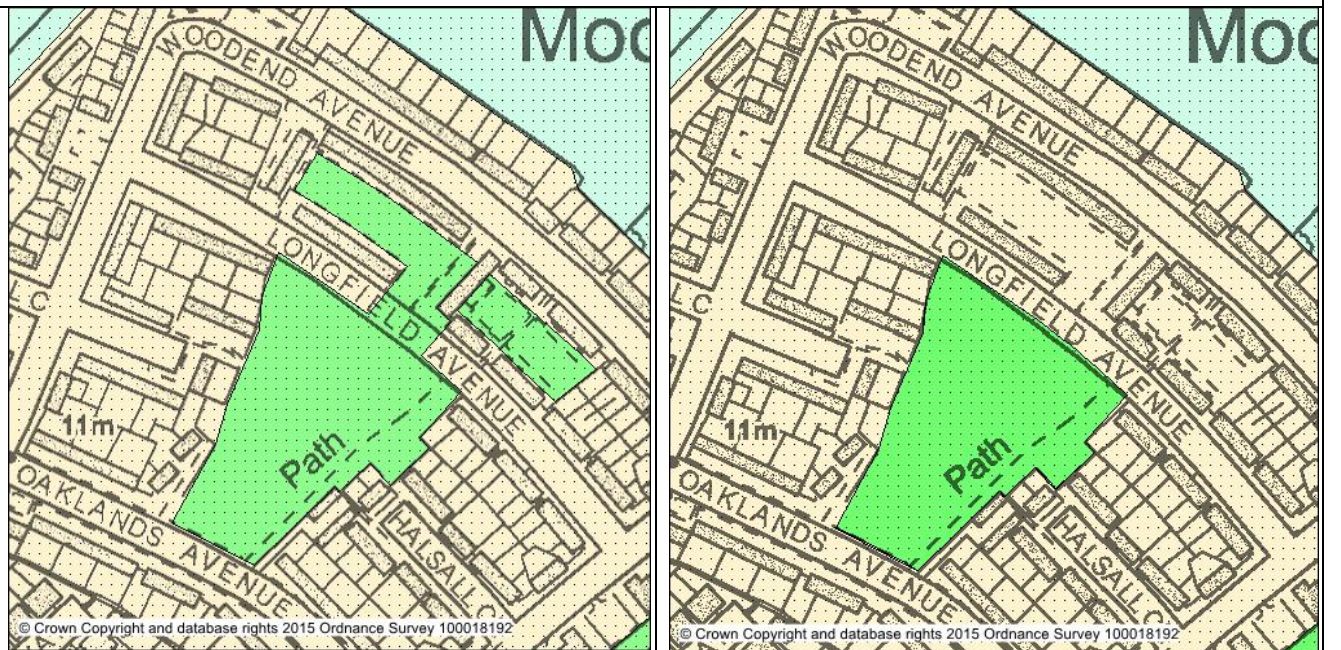 Moo
WOODEND AVENUE
LONGFIELD AVENUE
LC
11m
Path
OAKLANDS AVENUE
HALSALL C
© Crown Copyright and database rights 2015 Ordnance Survey 100018192
Moo
WOODEND AVENUE
LONGFIELD AVENUE
LC
11m
Path
OAKLANDS AVENUE
HALSALL C
© Crown Copyright and database rights 2015 Ordnance Survey 100018192